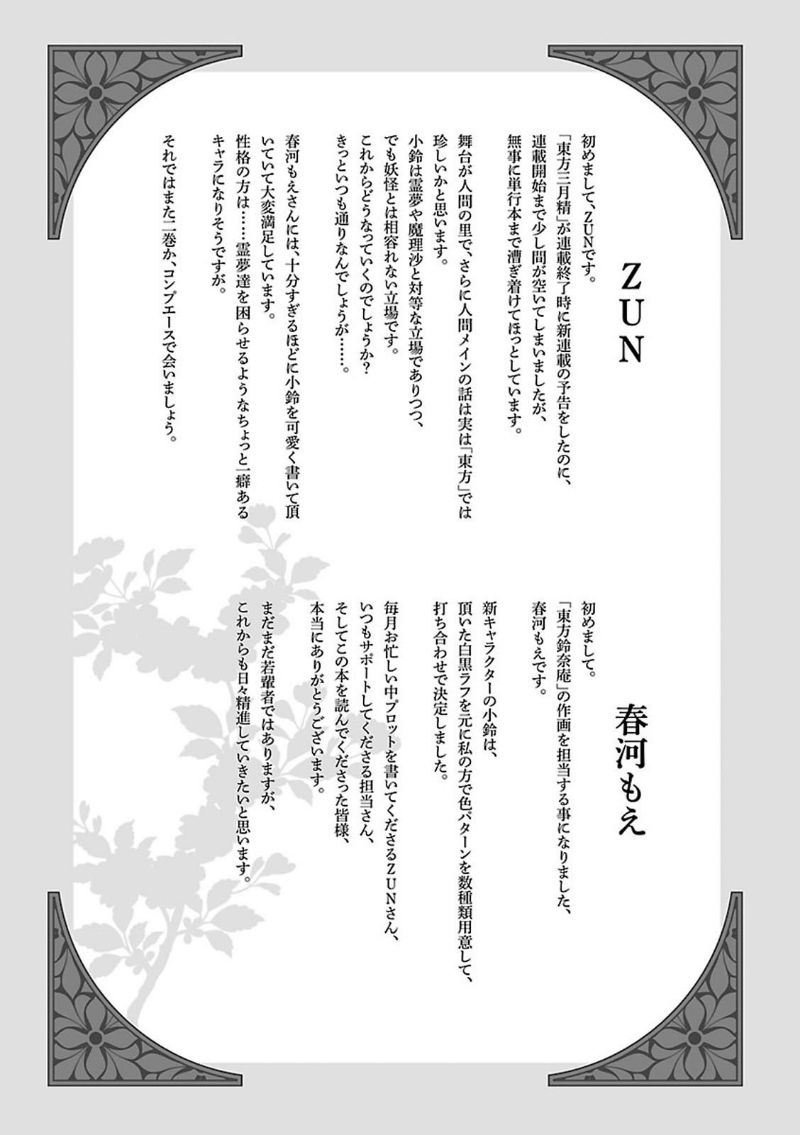 ZUN
初めまして、ZUNです。
「東方三月精」が連載終了時に新連載の予告をしたのに、
連載開始まで少し間が空いてしまいましたが、
無事に単行本まで漕ぎ着けてほっとしています。
舞台が人間の里で、さらに人間メインの話は実は「東方」では
珍しいかと思います。
小鈴は霊夢や魔理沙と対等な立場でありつつ、
でも妖怪とは相容れない立場です。
これからどうなっていくのでしょうか？
きっといつも通りなんでしょうが……。
春河もえさんには、十分すぎるほどに小鈴を可愛く書いて頂
いていて大変満足しています。
性格の方は……霊夢達を困らせるようなちょっと一癖ある
キャラになりそうですが。
それではまた二巻か、コンプエースで会いましょう。
春河もえ
初めまして。
「東方鈴奈庵」の作画を担当する事になりました、
春河もえです。
新キャラクターの小鈴は、
頂いた白黒ラフを元に私の方で色パターンを数種類用意して、
打ち合わせで決定しました。
毎月お忙しい中プロットを書いてくださるZUNさん、
いつもサポートしてくださる担当さん、
そしてこの本を読んでくださった皆様、
本当にありがとうございます。
まだまだ若輩者ではありますが、
これからも日々精進していきたいと思います。